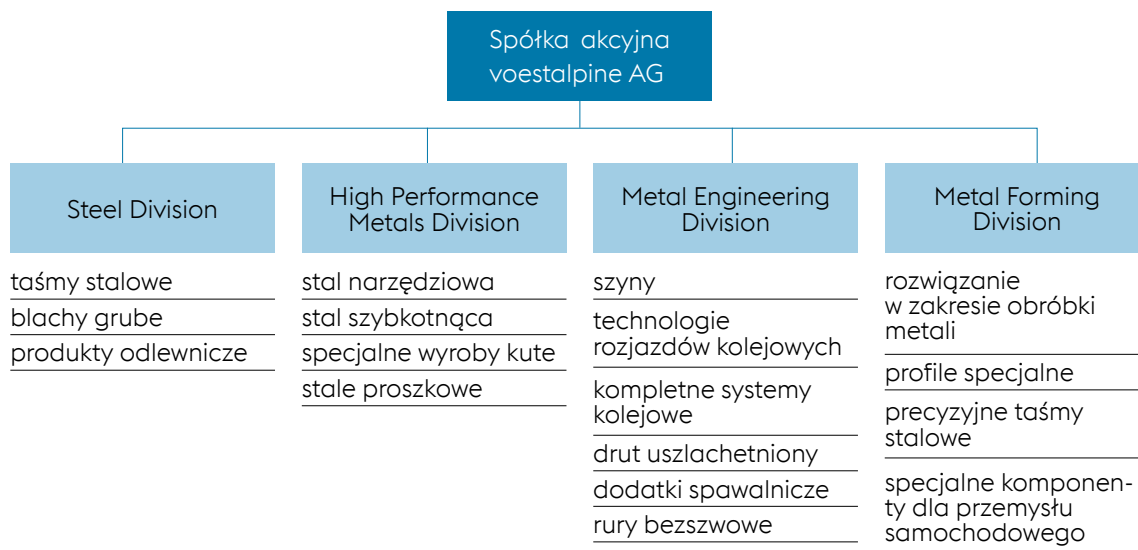 Spółka akcyjna
voestalpine AG
Steel Division
High Performance
Metals Division
Metal Engineering
Division
Metal Forming
Division
taśmy stalowe
blachy grube
produkty odlewnicze
stal narzędziowa
stal szybkotnąca
specjalne wyroby kute
stale proszkowe
szyny
technologie
rozjazdów kolejowych
kompletne systemy
kolejowe
drut uszlachetniony
dodatki spawalnicze
rury bezszwowe
rozwiązanie
w zakresie obróbki
metali
profile specjalne
precyzyjne taśmy
stalowe
specjalne komponen-
ty dla przemysłu
samochodowego